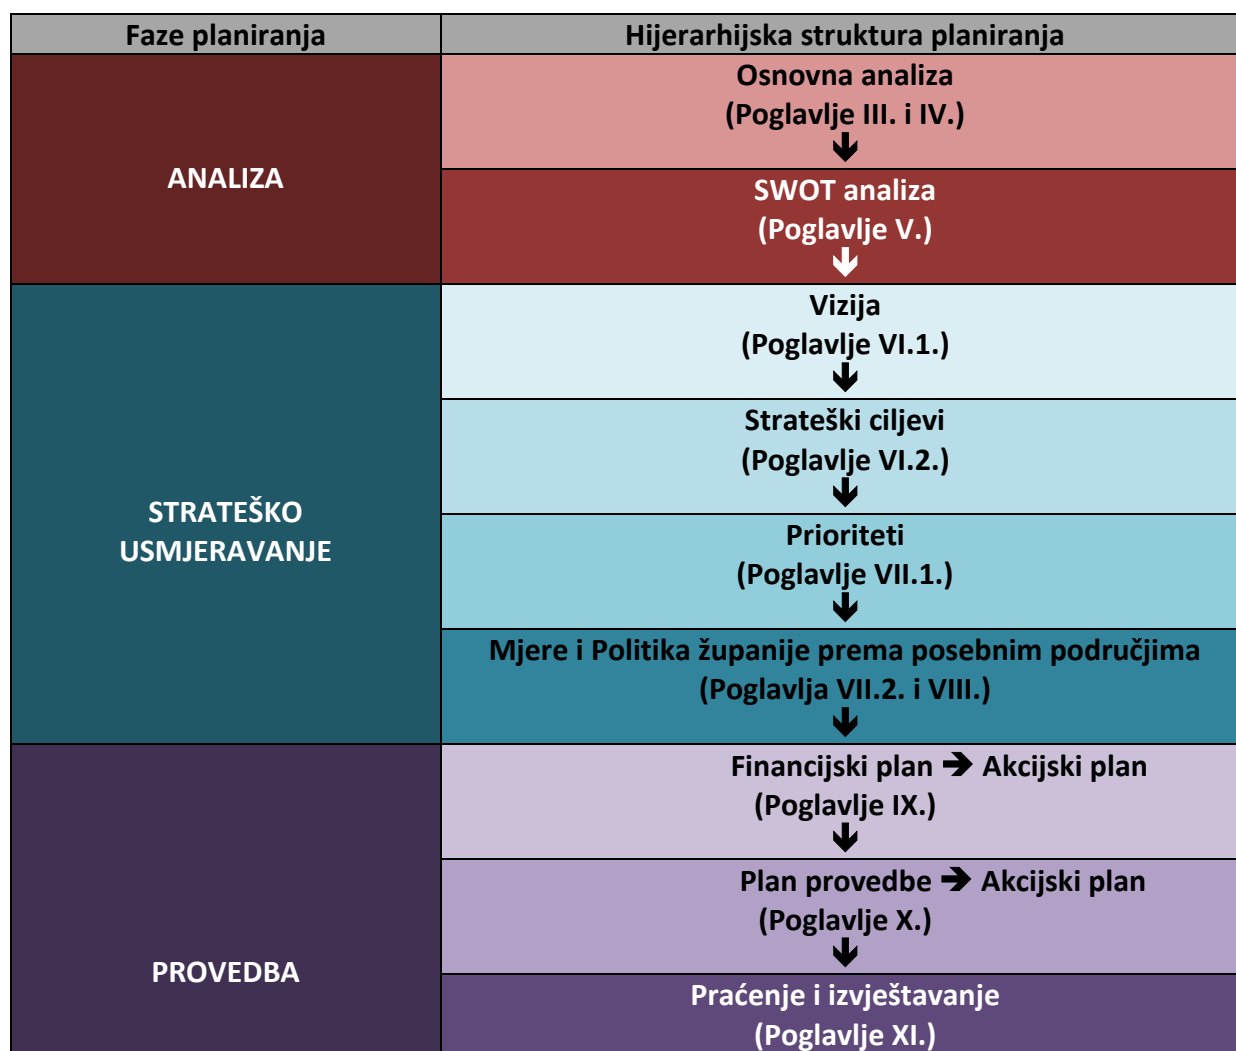 Faze planiranja
Hijerarhijska struktura planiranja
ANALIZA
Osnovna analiza
(Poglavlje III. i IV.)
SWOT analiza
(Poglavlje V.)
STRATEŠKO
USMJERAVANJE
Vizija
(Poglavlje VI.1.)
Strateški ciljevi
(Poglavlje VI.2.)
Prioriteti
(Poglavlje VII.1.)
Mjere i Politika županije prema posebnim područjima
(Poglavlja VII.2. i VIII.)
PROVEDBA
Financijski plan ➔ Akcijski plan
(Poglavlje IX.)
Plan provedbe ➔ Akcijski plan
(Poglavlje X.)
Praćenje i izvještavanje
(Poglavlje XI.)